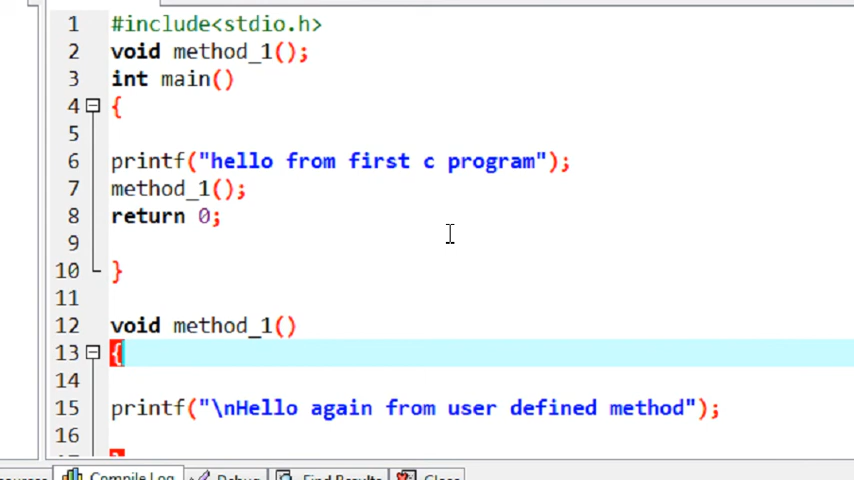 1 #include<stdio.h>
2 void method_1();
3 int main()
4 {
5
6 printf("hello from first c program");
7 method_1();
8 return 0;
9
10 }
11
12 void method_1()
13 {
14
15 printf("\nHello again from user defined method");
16
Compile Log Debug Find Results Close